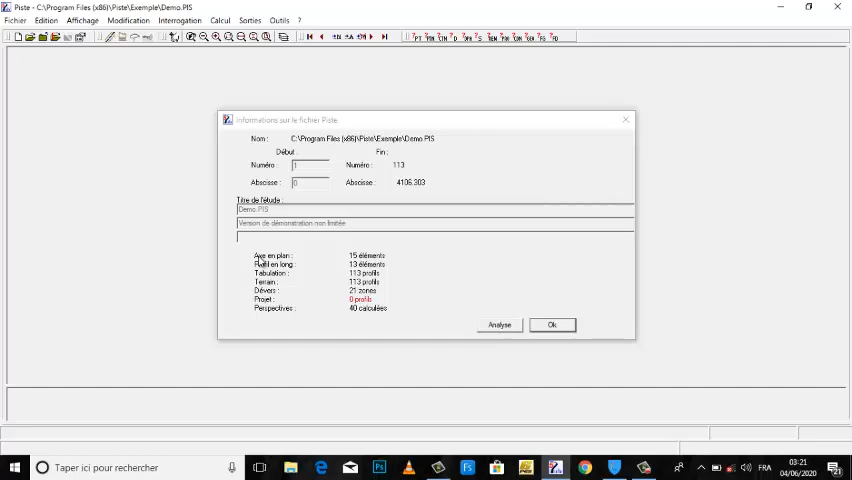 Piste - C:\Program Files (x86)\Piste\Exemple\Demo.PIS
Fichier Edition Affichage Modification Interrogation Calcul Sorties Outils ?
Informations sur le fichier Piste
Nom : C:\Program Files (x86)\Piste\Exemple\Demo.PIS
Début : Fin :
Numéro : 1 Numéro : 113
Abscisse : 0 Abscisse : 4106.303
Titre de l'étude :
Demo.PIS
Version de démonstration non limitée
Axe en plan : 15 éléments
Profil en long : 13 éléments
Tabulation : 113 profils
Terrain : 113 profils
Dévers : 21 zones
Projet : 0 profils
Perspectives : 40 calculées
Analyse Ok
Taper ici pour rechercher
FRA
03:21
04/06/2020
21